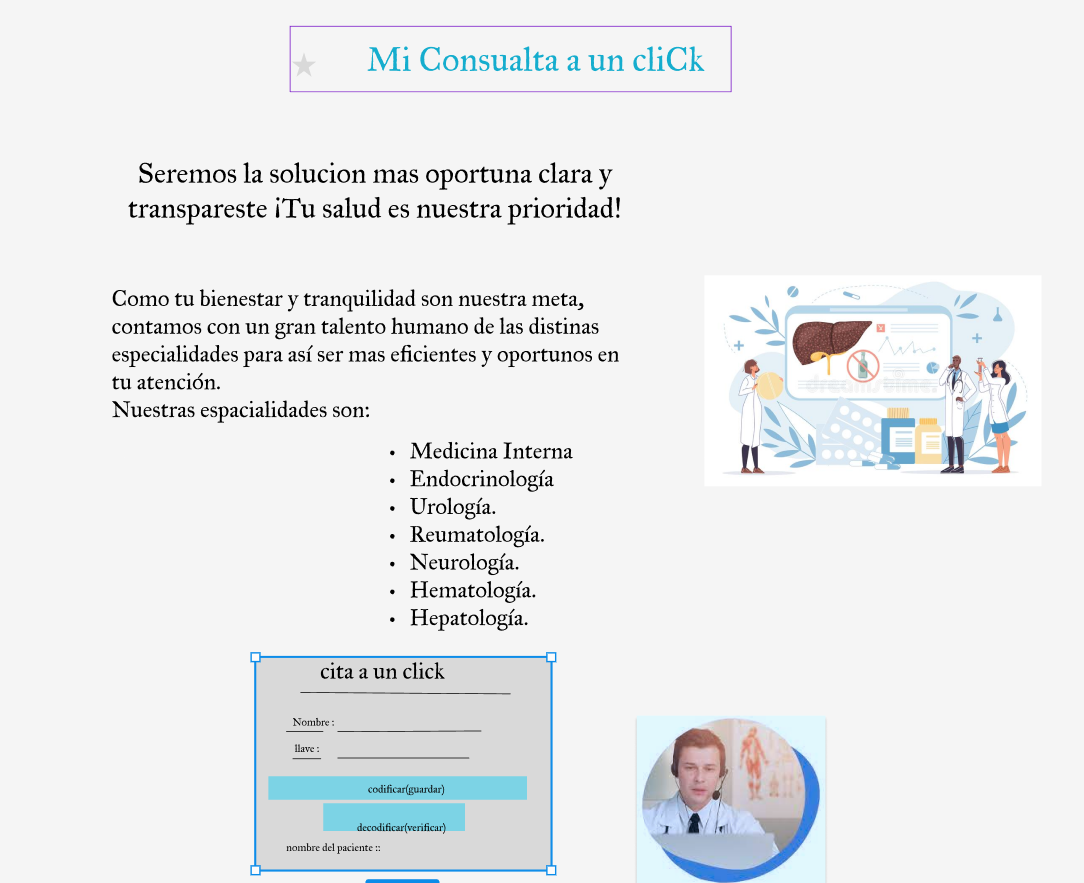 Mi Consualta a un cliCk
Seremos la solucion mas oportuna clara y
transpareste ¡Tu salud es nuestra prioridad!
Como tu bienestar y tranquilidad son nuestra meta,
contamos con un gran talento humano de las distinas
especialidades para así ser mas eficientes y oportunos en
tu atención.
Nuestras espacialidades son:
• Medicina Interna
• Endocrinología
• Urología.
• Reumatología.
• Neurología.
• Hematología.
• Hepatología.
dreamstime.
cita a un click
Nombre :
llave :
codificar(guardar)
decodificar(verificar)
nombre del paciente ::